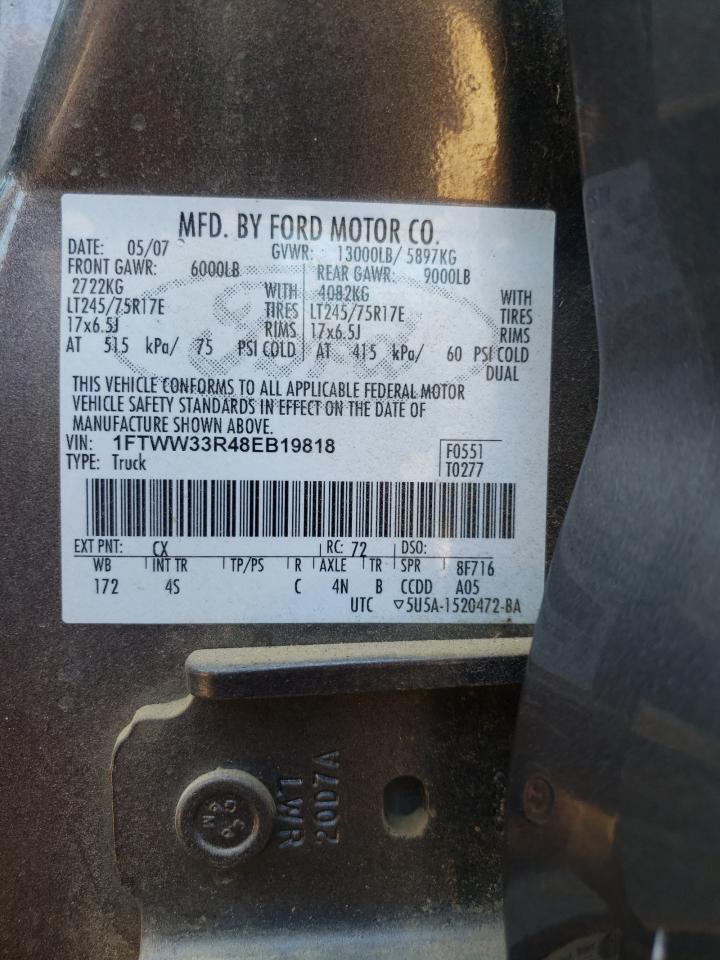 MFD. BY FORD MOTOR CO.
DATE: 05/07 GVWR: 13000LB/ 5897KG
FRONT GAWR: 6000LB REAR GAWR: 9000LB
2722KG WITH 4082KG WITH
LT245/75R17E TIRES LT245/75R17E TIRES
17x6.5J RIMS 17x6.5J RIMS
AT 515 kPa/ 75 PSI COLD AT 415 kPa/ 60 PSI COLD
DUAL
Ford
THIS VEHICLE CONFORMS TO ALL APPLICABLE FEDERAL MOTOR
VEHICLE SAFETY STANDARDS IN EFFECT ON THE DATE OF
MANUFACTURE SHOWN ABOVE.
VIN: 1FTWW33R48EB19818 F0551
TYPE: Truck T0277
EXT PNT: CX RC: 72 DSO:
WB INT TR TP/PS R AXLE TR SPR 8F716
172 4S C 4N B CCDD A05
UTC ▽5U5A-1520472-BA
20D7A
LWR